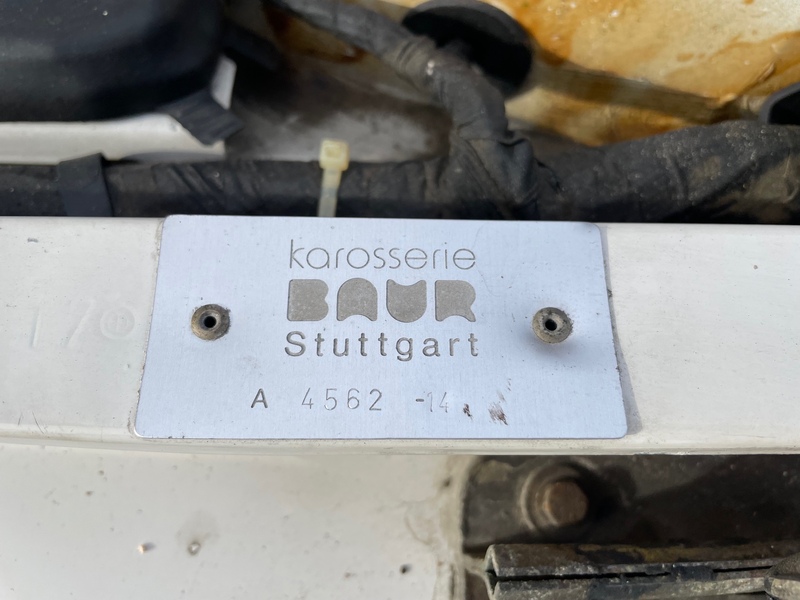 karosserie
BAUR
Stuttgart
A 4562 -14